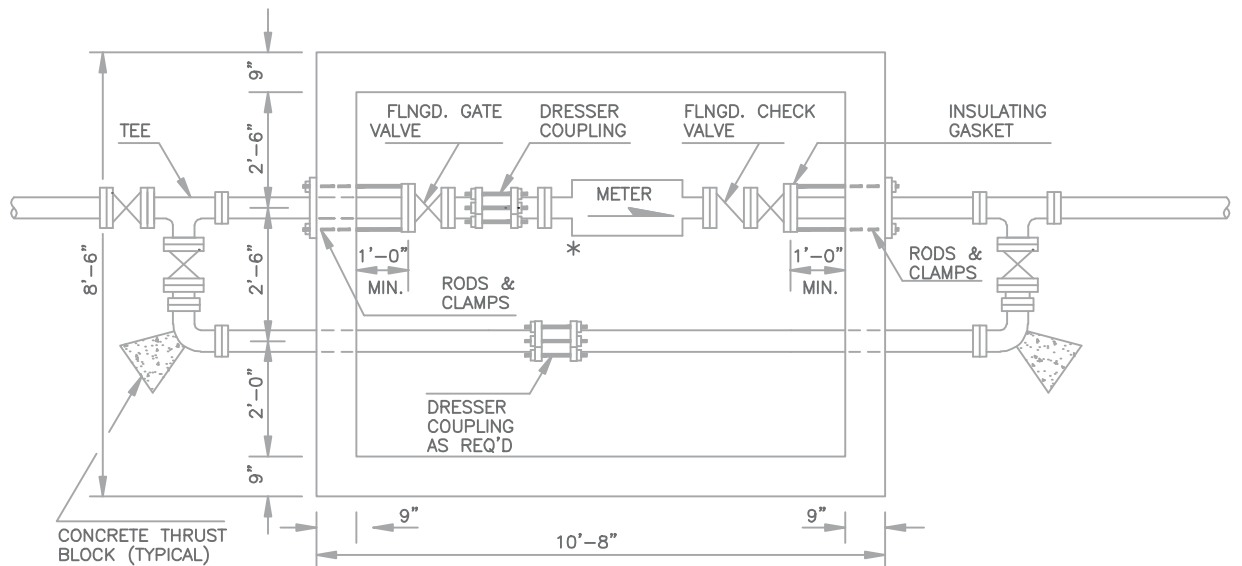 9"
FLNGD. GATE
VALVE
DRESSER
COUPLING
FLNGD. CHECK
VALVE
INSULATING
GASKET
TEE
2'-6"
METER
*
8'-6"
2'-6"
1'-0"
MIN.
RODS &
CLAMPS
1'-0"
MIN.
RODS &
CLAMPS
2'-0"
DRESSER
COUPLING
AS REQ'D
9"
CONCRETE THRUST
BLOCK (TYPICAL)
9"
9"
10'-8"